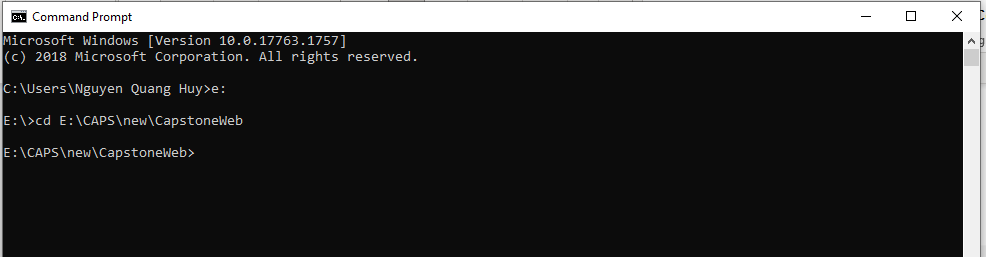 Command Prompt
Microsoft Windows [Version 10.0.17763.1757]
(c) 2018 Microsoft Corporation. All rights reserved.
C:\Users\Nguyen Quang Huy>e:
E:\>cd E:\CAPS\new\CapstoneWeb
E:\CAPS\new\CapstoneWeb>